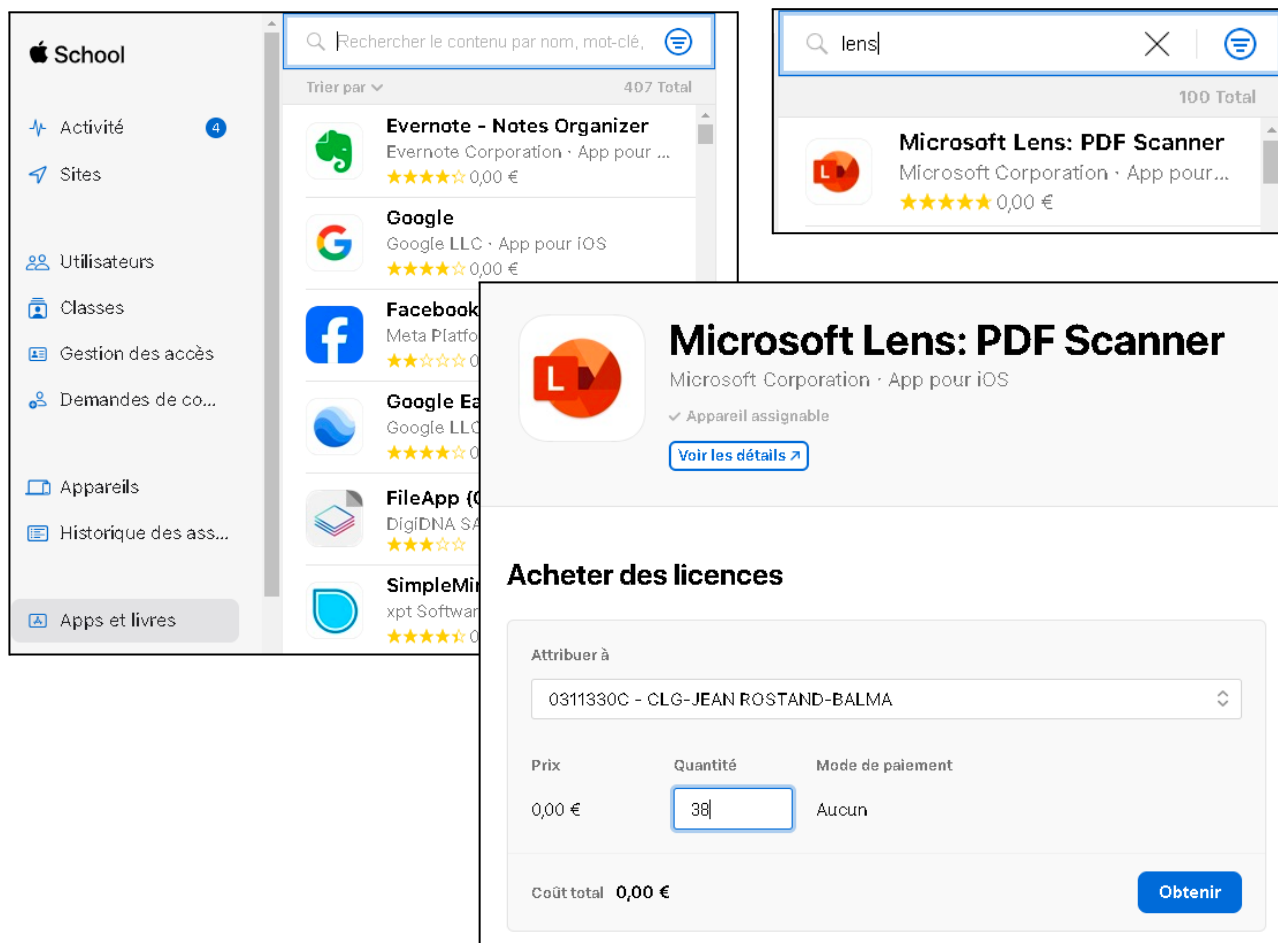 School
Activité 4
Sites
Utilisateurs
Classes
Gestion des accès
Demandes de co...
Appareils
Historique des ass...
Apps et livres
Rechercher le contenu par nom, mot-clé,
Trier par 407 Total
Evernote - Notes Organizer
Evernote Corporation · App pour ...
0,00 €
Google
Google LLC · App pour iOS
0,00 €
Facebook
Meta Platfo
0
Google Ea
Google LLC
0
FileApp (
DigiDNA SA
SimpleMi
xpt Softwar
0
lens
100 Total
Microsoft Lens: PDF Scanner
Microsoft Corporation · App pour...
0,00 €
L
Microsoft Lens: PDF Scanner
Microsoft Corporation · App pour iOS
Appareil assignable
Voir les détails ↗
Acheter des licences
Attribuer à
0311330C - CLG-JEAN ROSTAND-BALMA
Prix Quantité Mode de paiement
0,00 € 38 Aucun
Coût total 0,00 € Obtenir